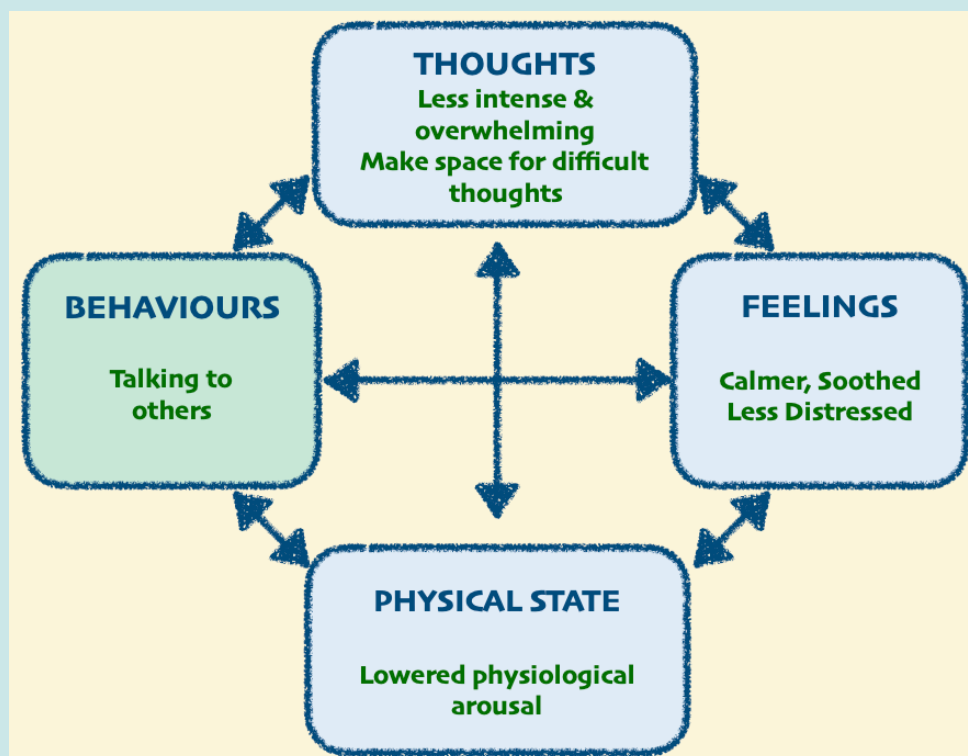 THOUGHTS
Less intense &
overwhelming
Make space for difficult
thoughts
BEHAVIOURS
Talking to
others
FEELINGS
Calmer, Soothed
Less Distressed
PHYSICAL STATE
Lowered physiological
arousal